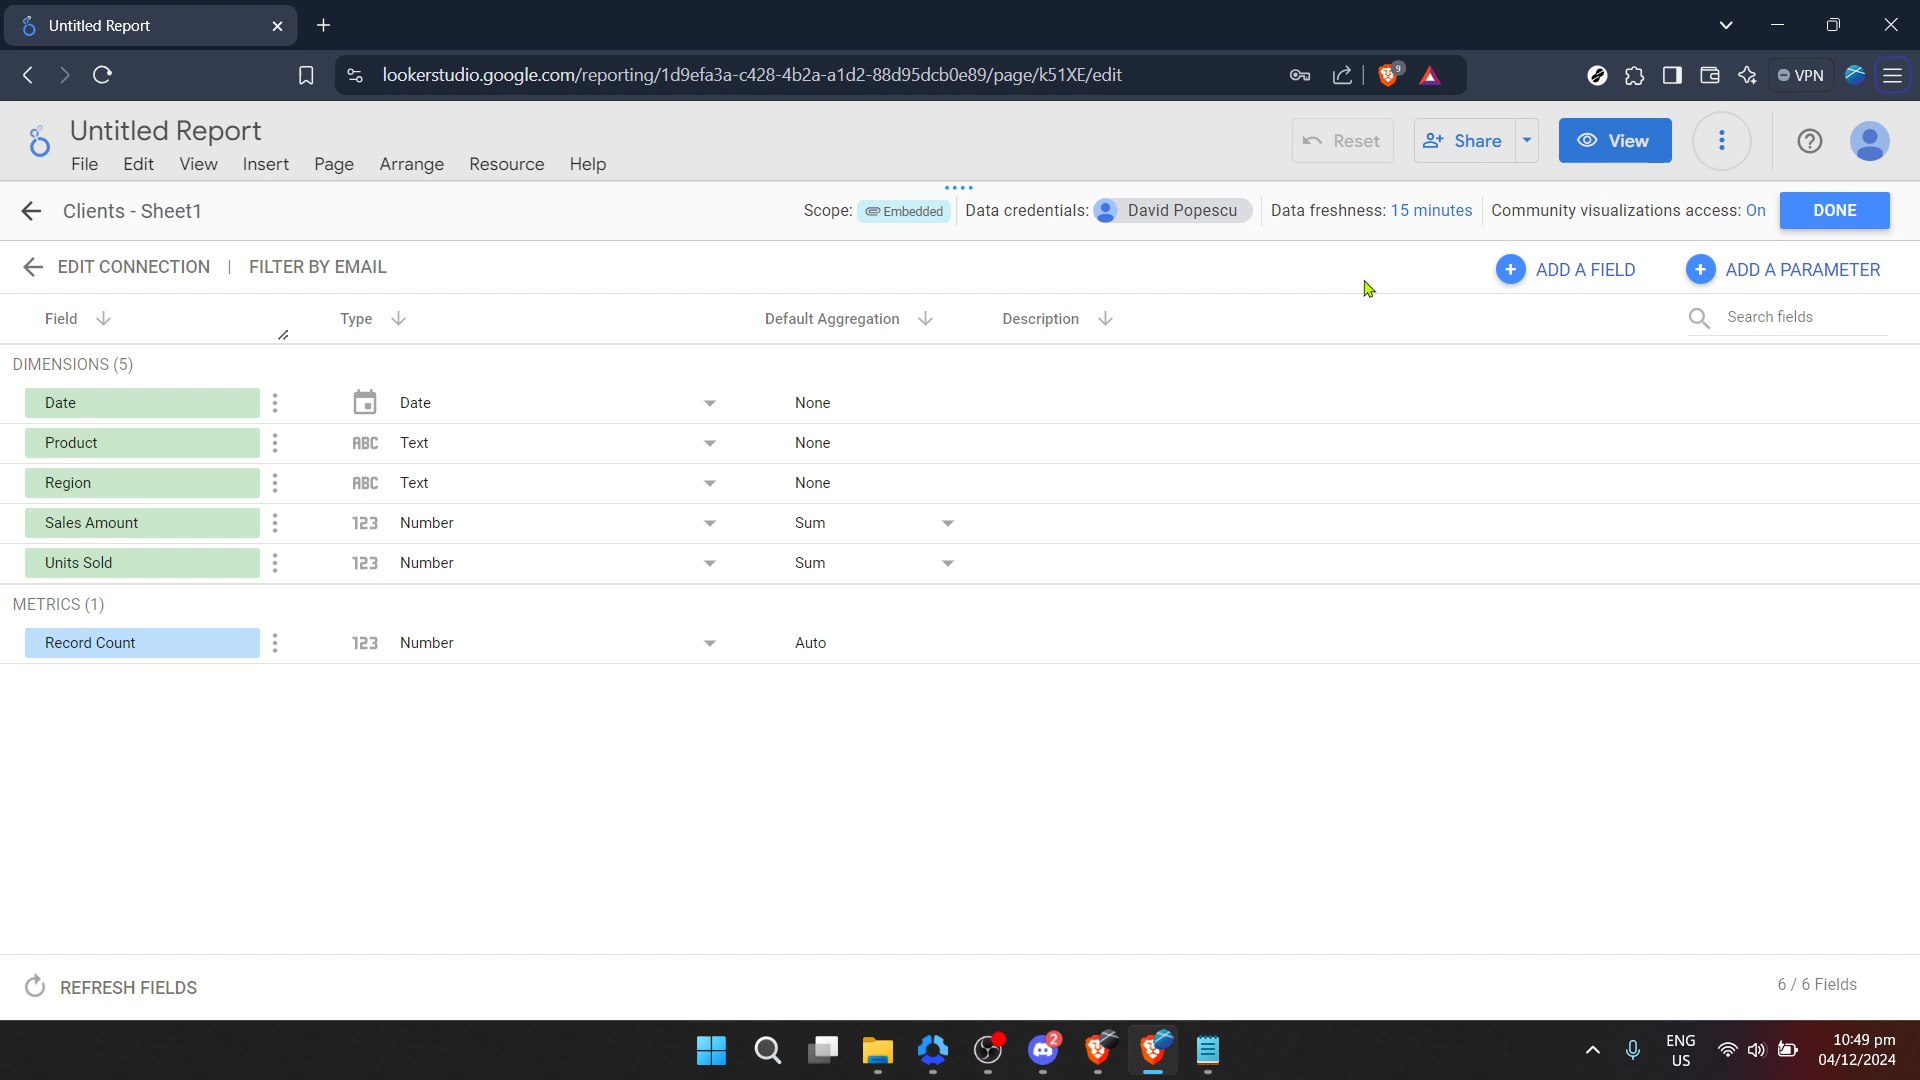 Untitled Report
lookerstudio.google.com/reporting/1d9efa3a-c428-4b2a-a1d2-88d95dcb0e89/page/k51XE/edit
9
VPN
Untitled Report
File Edit View Insert Page Arrange Resource Help
Reset
Share
View
Clients - Sheet1
Scope: Embedded
Data credentials: David Popescu
Data freshness: 15 minutes
Community visualizations access: On
DONE
EDIT CONNECTION | FILTER BY EMAIL
ADD A FIELD
ADD A PARAMETER
Field Type Default Aggregation Description
Search fields
DIMENSIONS (5)
Date Date None
Product ABC Text None
Region ABC Text None
Sales Amount 123 Number Sum
Units Sold 123 Number Sum
METRICS (1)
Record Count 123 Number Auto
REFRESH FIELDS
6 / 6 Fields
2
ENG
US
10:49 pm
04/12/2024